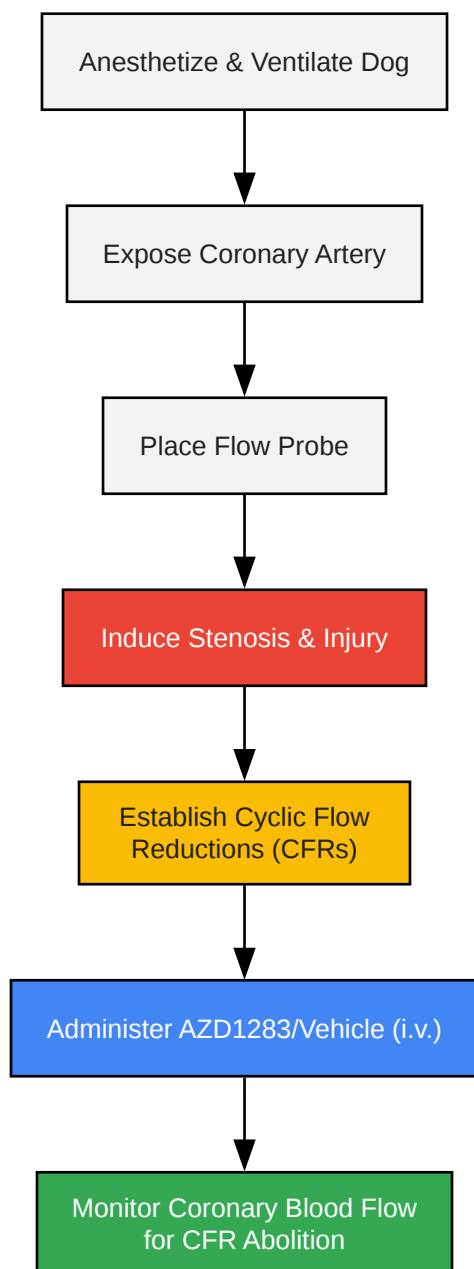 Anesthetize & Ventilate Dog
Expose Coronary Artery
Place Flow Probe
Induce Stenosis & Injury
Establish Cyclic Flow
Reductions (CFRs)
Administer AZD1283/Vehicle (i.v.)
Monitor Coronary Blood Flow
for CFR Abolition